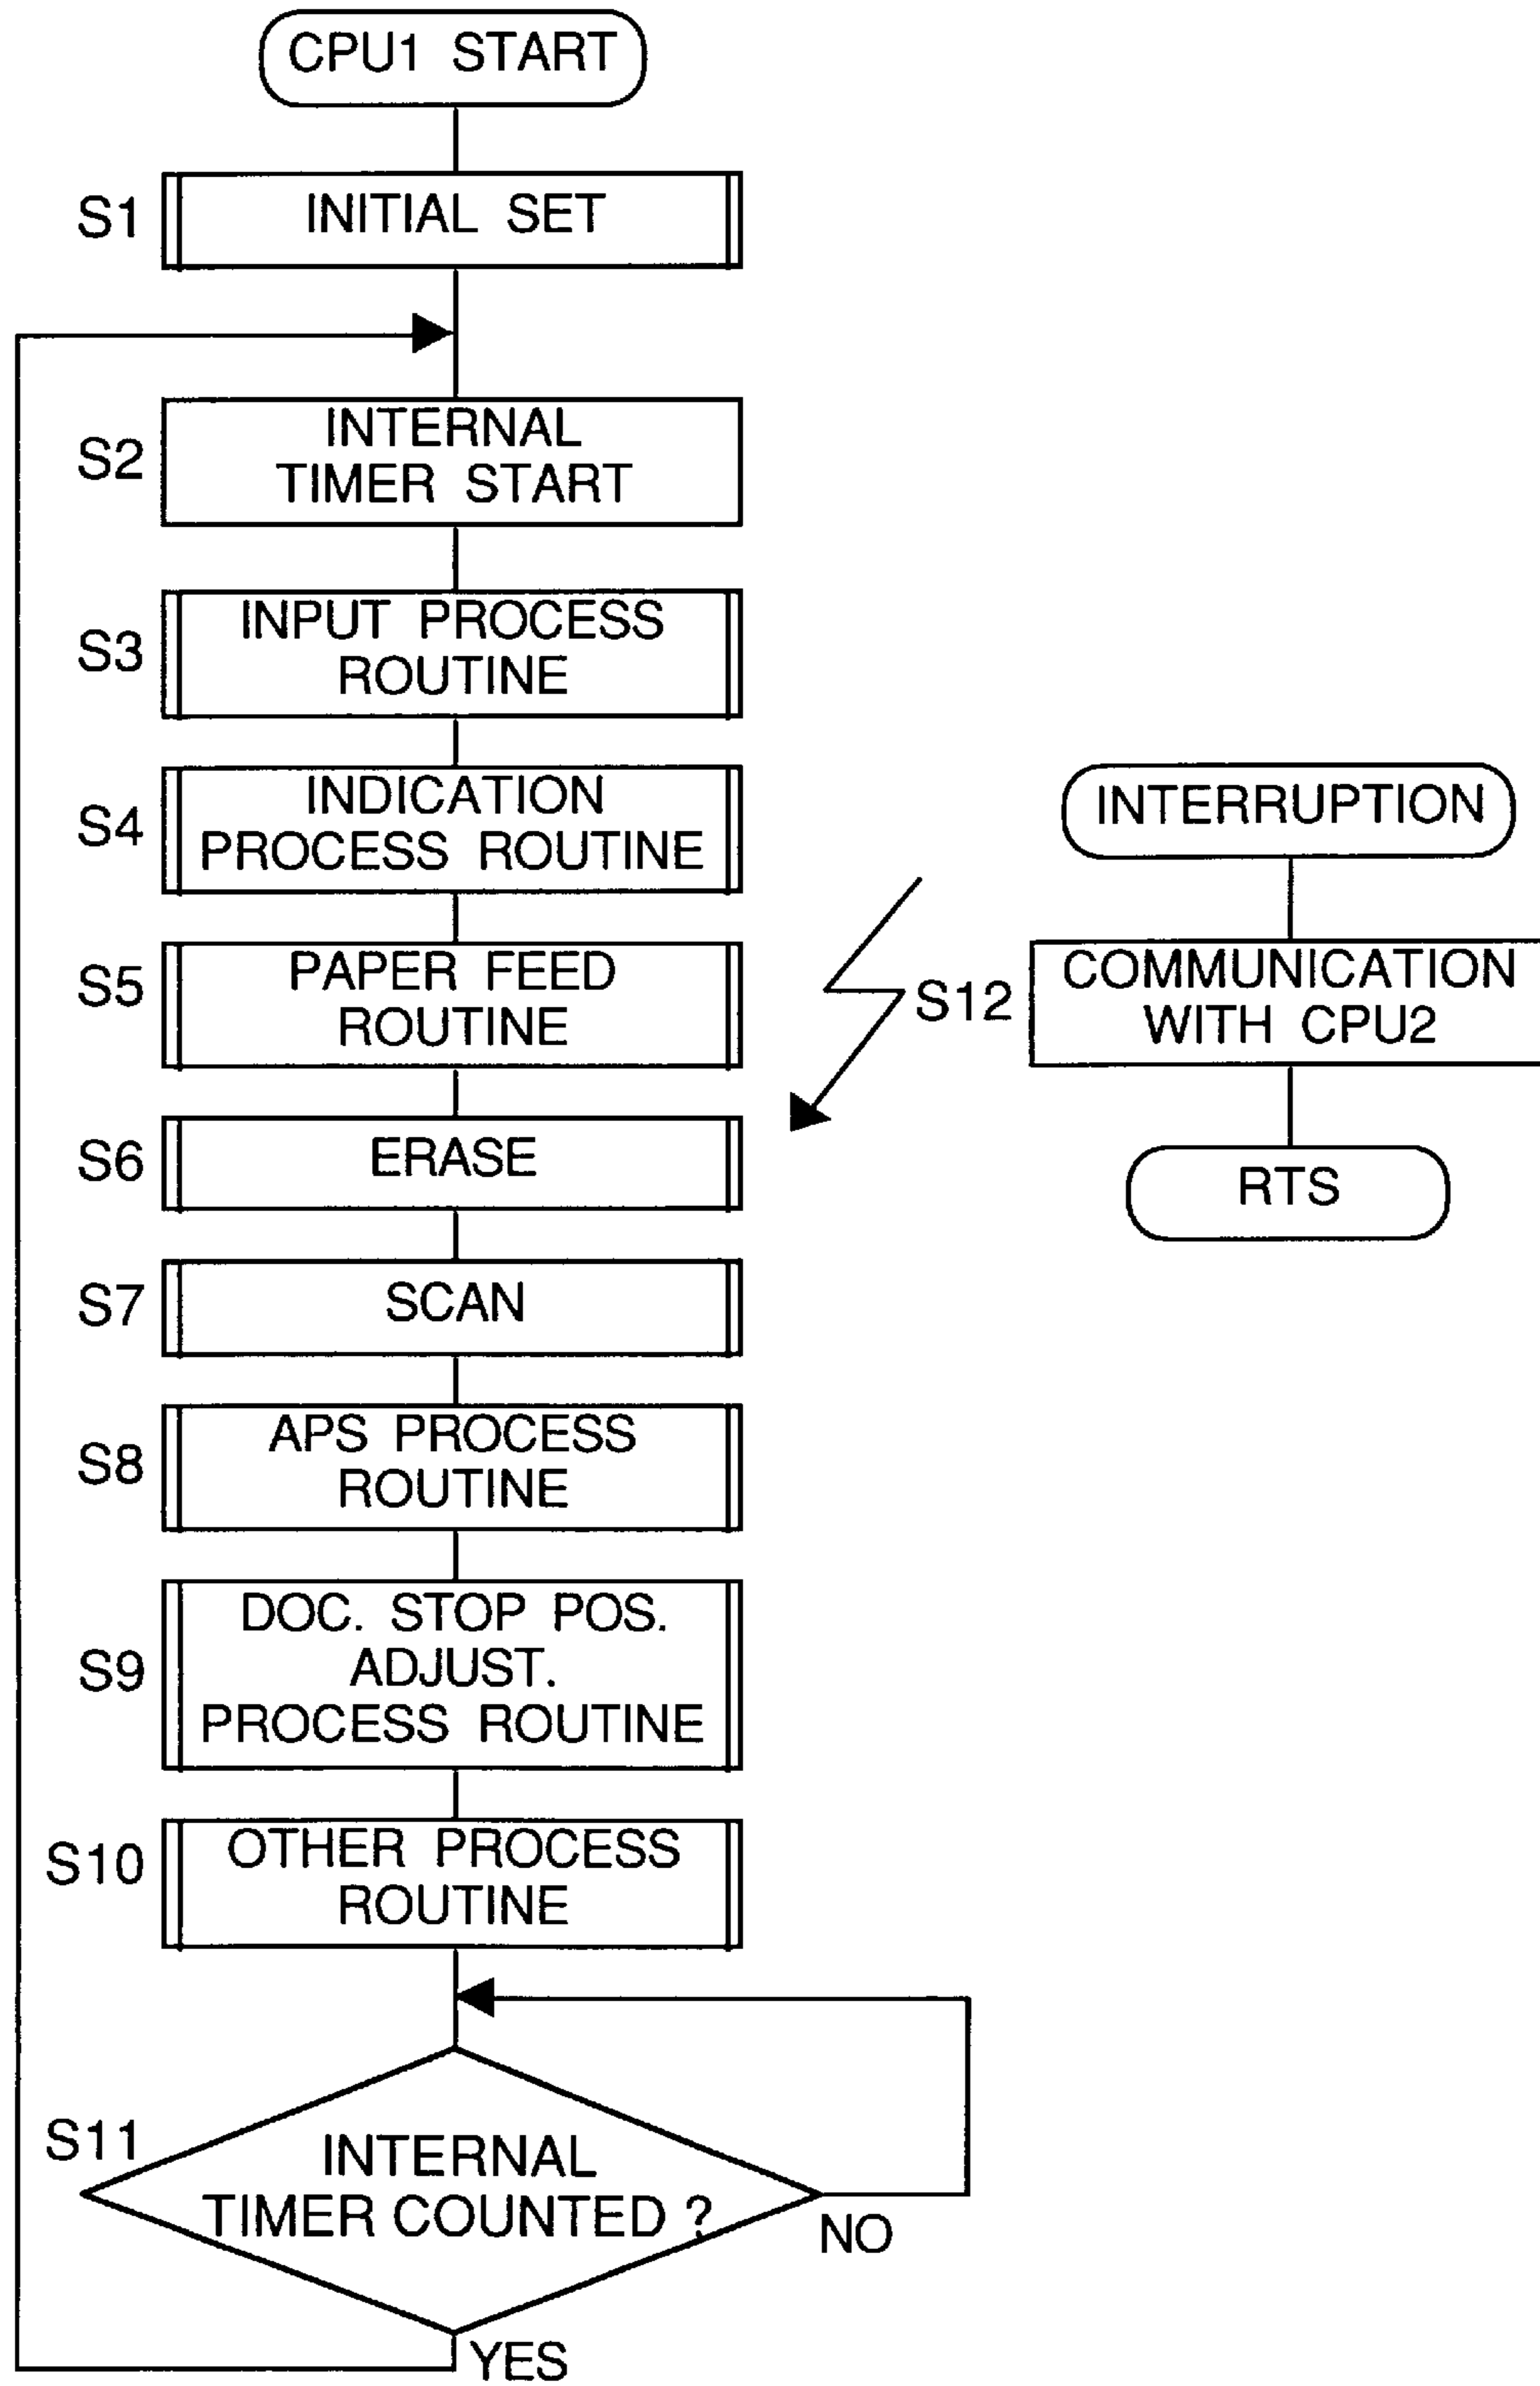 CPU1 START
S1
INITIAL SET
S2
INTERNAL
TIMER START
S3
INPUT PROCESS
ROUTINE
S4
INDICATION
PROCESS ROUTINE
S5
PAPER FEED
ROUTINE
S6
ERASE
S7
SCAN
S8
APS PROCESS
ROUTINE
S9
DOC. STOP POS.
ADJUST.
PROCESS ROUTINE
S10
OTHER PROCESS
ROUTINE
S11
INTERNAL
TIMER COUNTED ?
NO
YES
INTERRUPTION
S12
COMMUNICATION
WITH CPU2
RTS